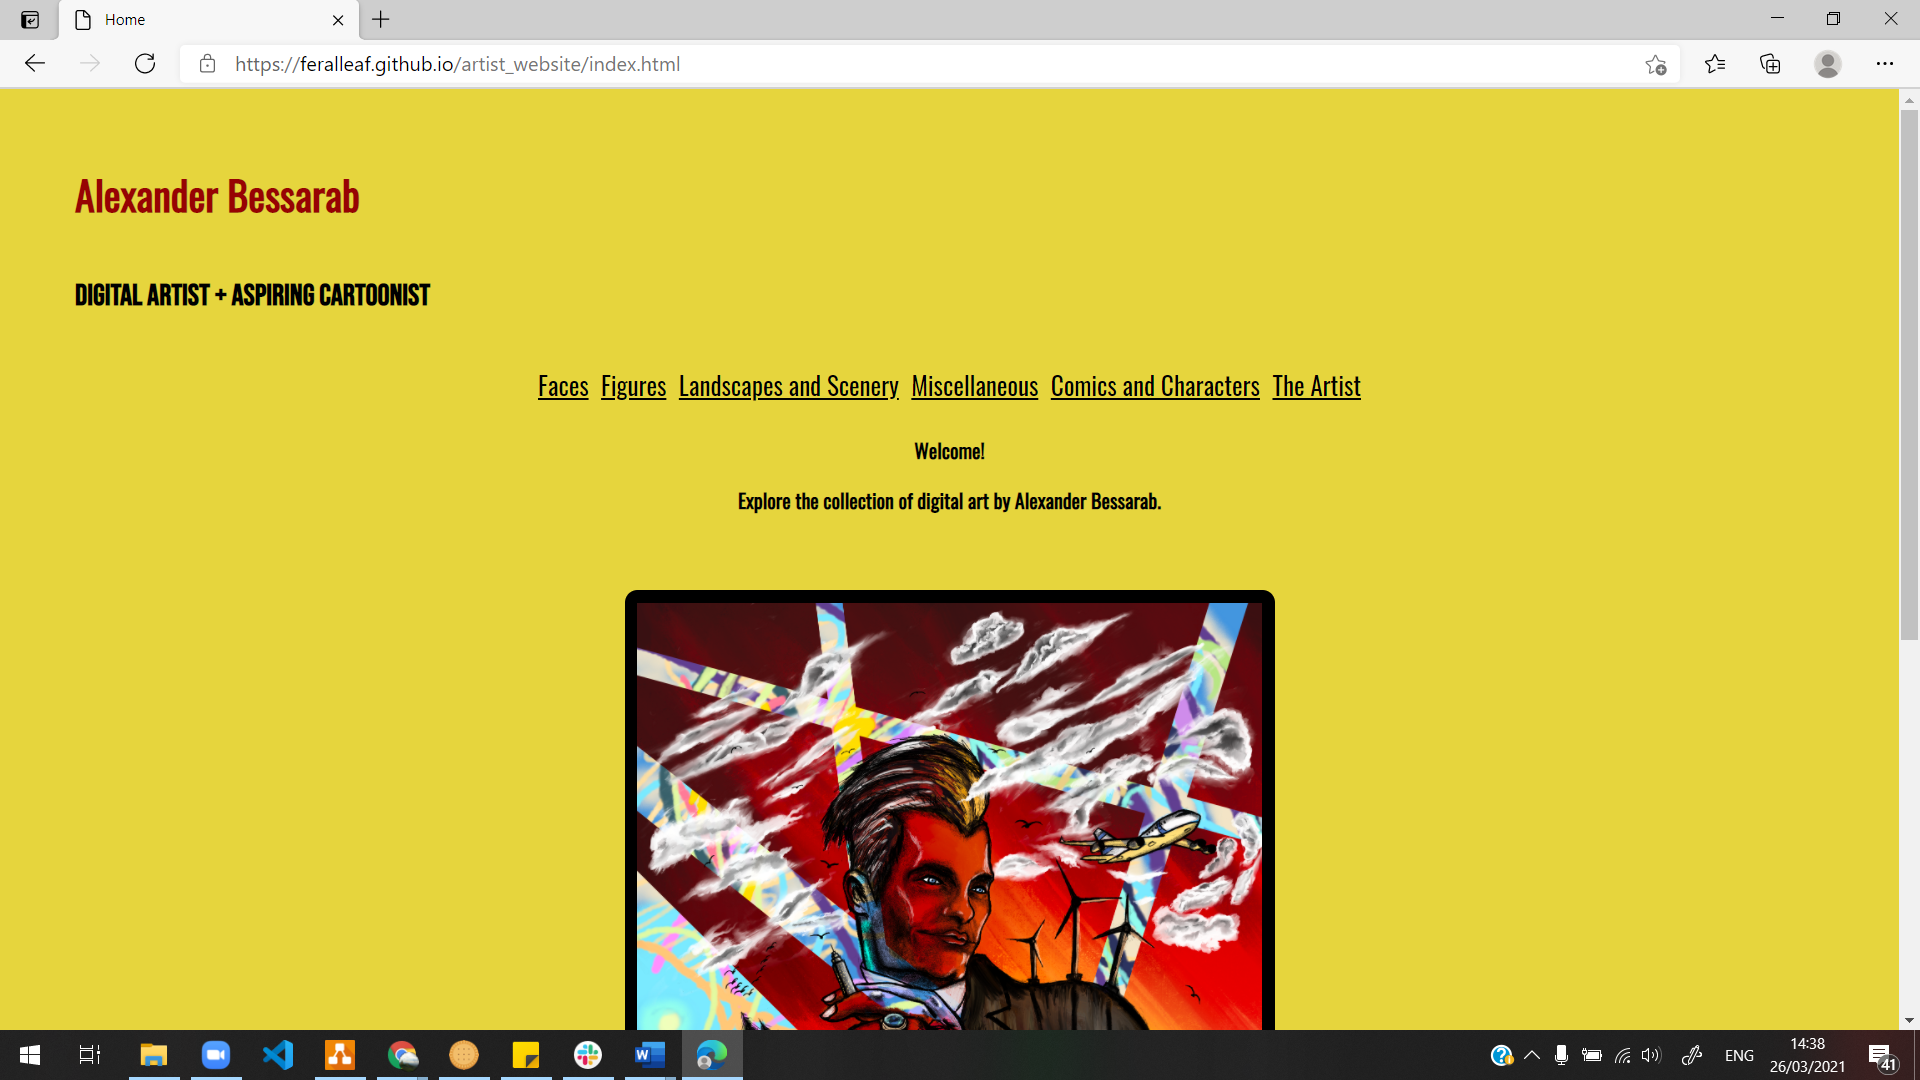 Home
https://feralleaf.github.io/artist_website/index.html
Alexander Bessarab
DIGITAL ARTIST + ASPIRING CARTOONIST
Faces Figures Landscapes and Scenery Miscellaneous Comics and Characters The Artist
Welcome!
Explore the collection of digital art by Alexander Bessarab.
ENG
14:38
26/03/2021
41